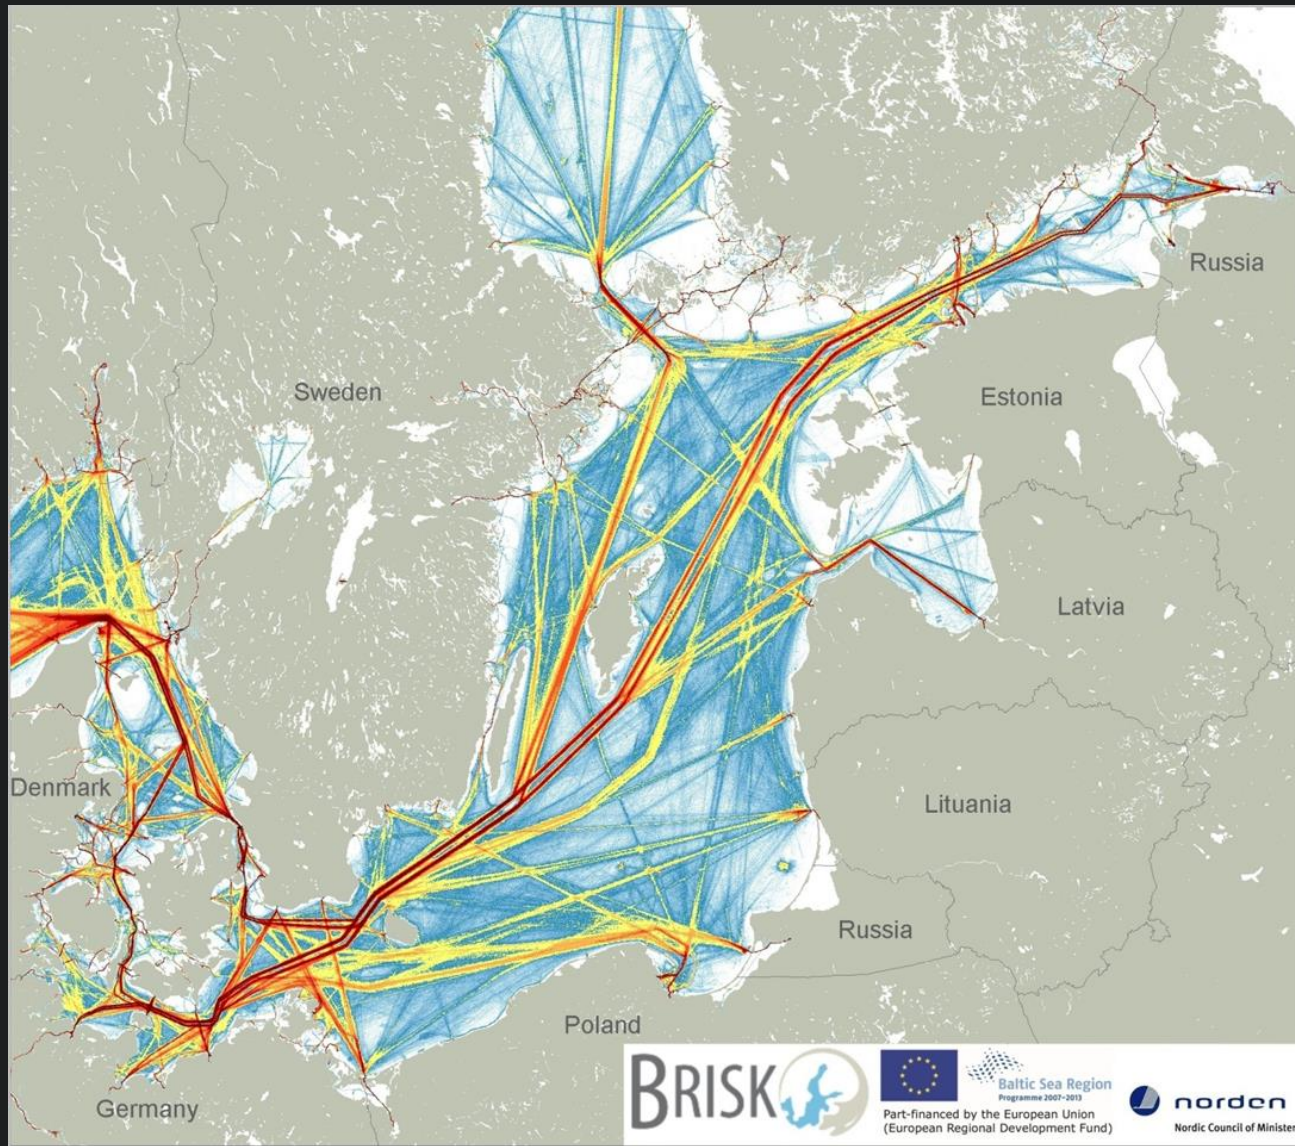 Russia
Sweden
Estonia
Latvia
Denmark
Lituania
Russia
Poland
Germany
BRISK
Baltic Sea Region
Programme 2007-2013
Part-financed by the European Union
(European Regional Development Fund)
norden
Nordic Council of Minister